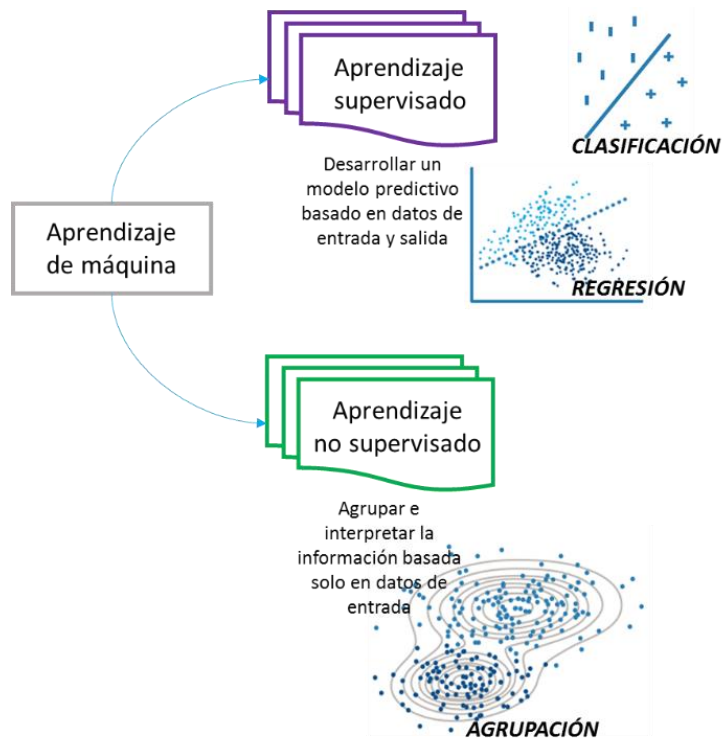 Aprendizaje
de máquina
Aprendizaje
supervisado
Desarrollar un
modelo predictivo
basado en datos de
entrada y salida
CLASIFICACIÓN
REGRESIÓN
Aprendizaje
no supervisado
Agrupar e
interpretar la
información basada
solo en datos de
entrada
AGRUPACIÓN